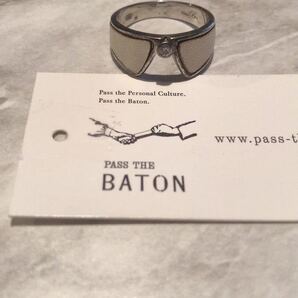 Pass the Personal Culture.
Pass the Baton.
www.pass-t
PASS THE
BATON